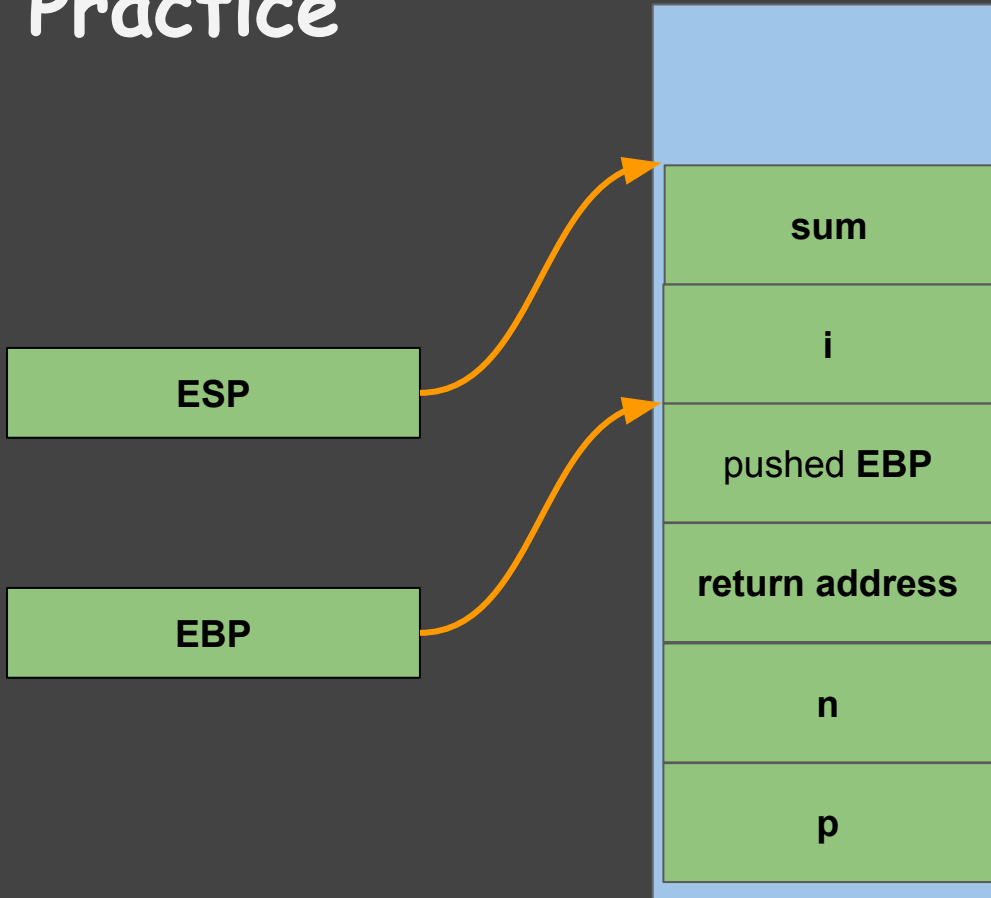 Practice
sum
i
ESP
pushed EBP
return address
EBP
n
p